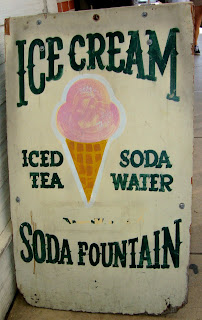 ICE CREAM
ICED SODA
TEA WATER
SODA FOUNTAIN